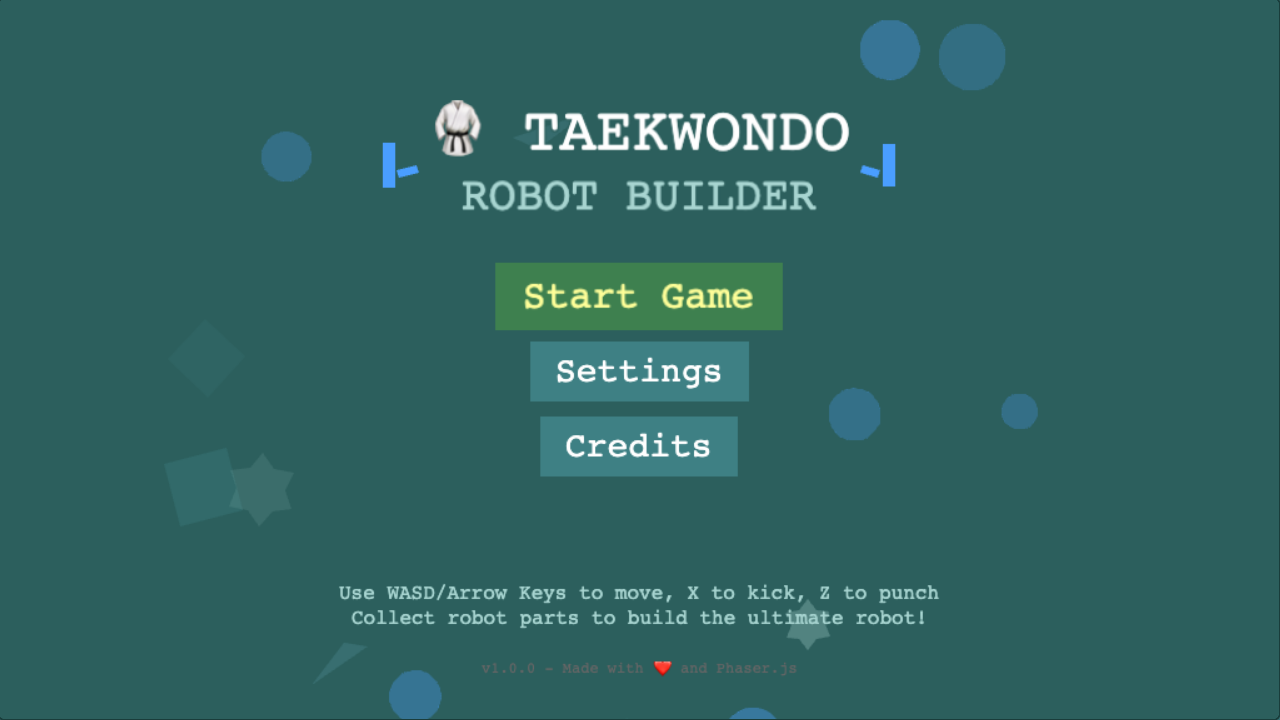 TAEKWONDO
ROBOT BUILDER
Start Game
Settings
Credits
Use WASD/Arrow Keys to move, X to kick, Z to punch
Collect robot parts to build the ultimate robot!
v1.0.0 - Made with ❤️ and Phaser.js